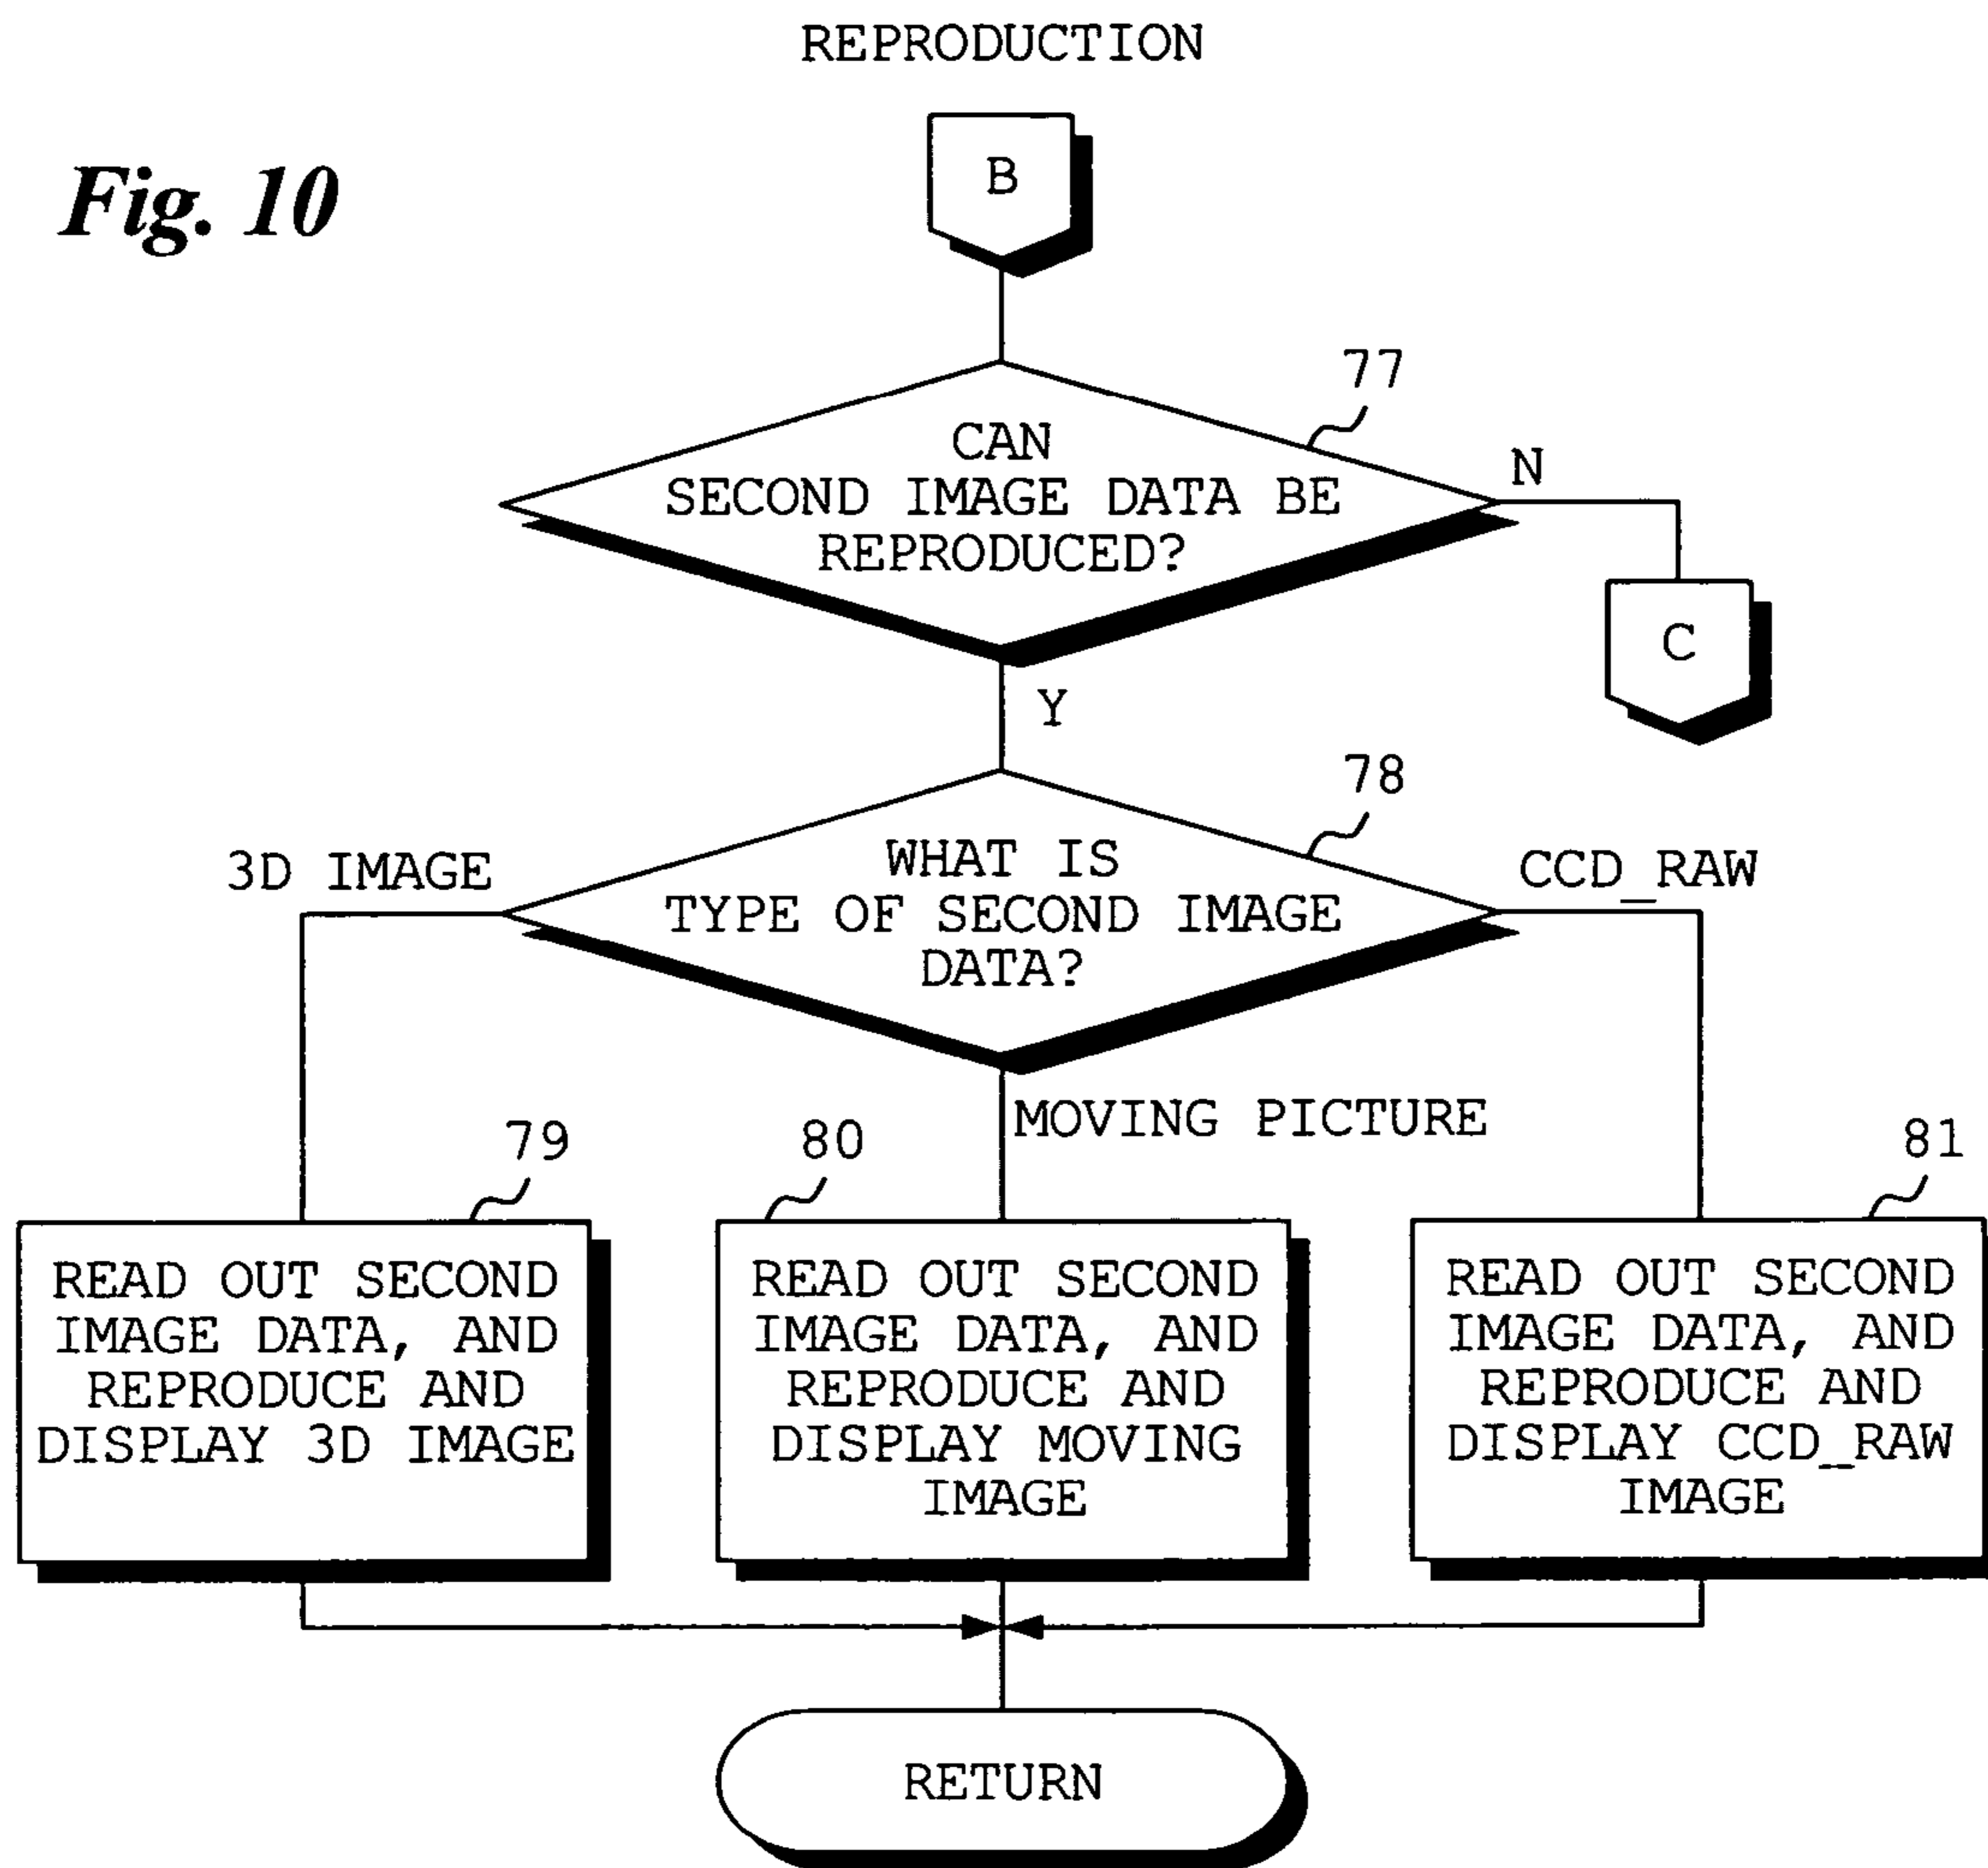 REPRODUCTION
Fig. 10
B
77
CAN
SECOND IMAGE DATA BE
REPRODUCED?
N
C
Y
78
3D IMAGE
WHAT IS
TYPE OF SECOND IMAGE
DATA?
CCD_RAW
MOVING PICTURE
79
READ OUT SECOND
IMAGE DATA, AND
REPRODUCE AND
DISPLAY 3D IMAGE
80
READ OUT SECOND
IMAGE DATA, AND
REPRODUCE AND
DISPLAY MOVING
IMAGE
81
READ OUT SECOND
IMAGE DATA, AND
REPRODUCE AND
DISPLAY CCD_RAW
IMAGE
RETURN